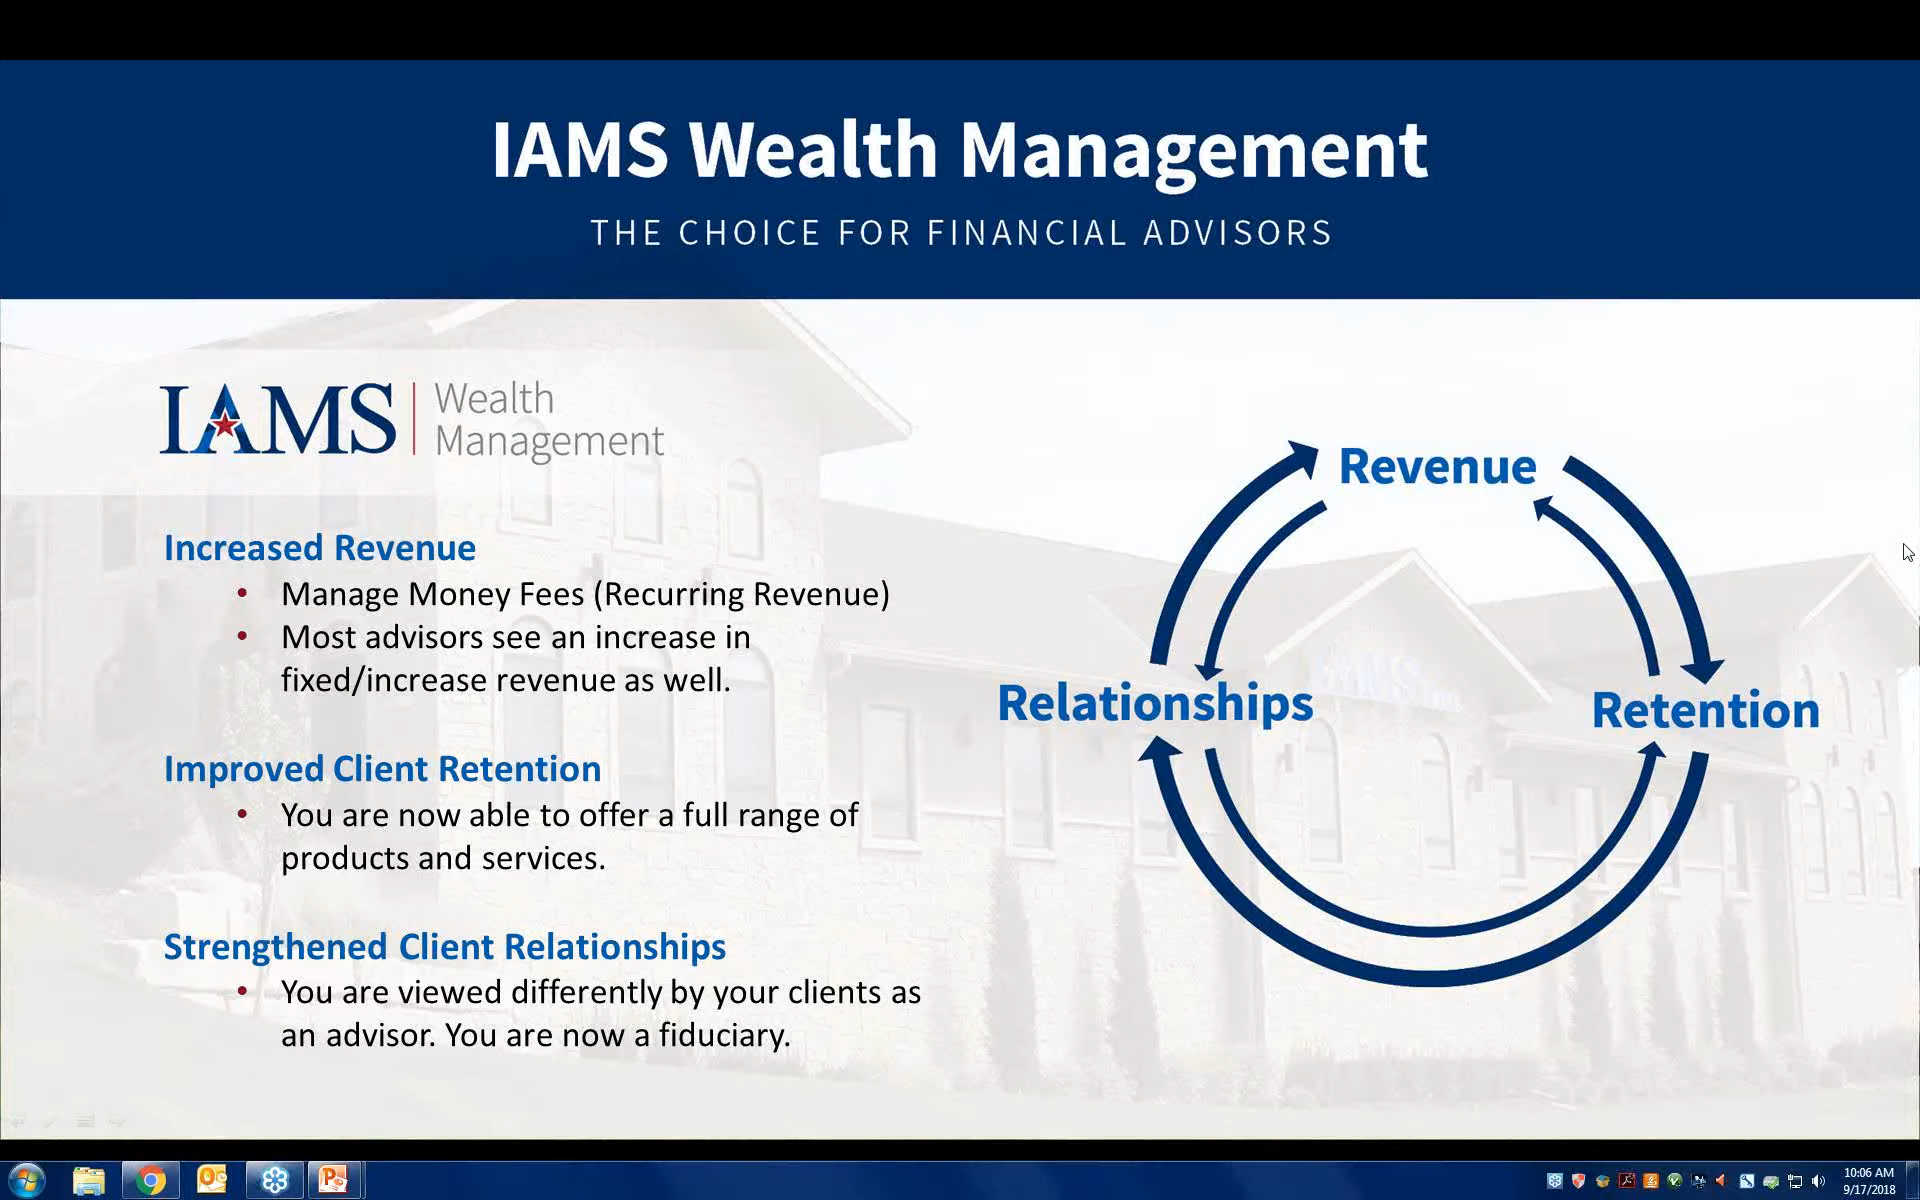 IAMS Wealth Management
THE CHOICE FOR FINANCIAL ADVISORS
IAMS Wealth
Management
Increased Revenue
• Manage Money Fees (Recurring Revenue)
• Most advisors see an increase in
fixed/increase revenue as well.
Improved Client Retention
• You are now able to offer a full range of
products and services.
Strengthened Client Relationships
• You are viewed differently by your clients as
an advisor. You are now a fiduciary.
Revenue
Relationships
Retention
IAMS
10:06 AM
9/17/2018